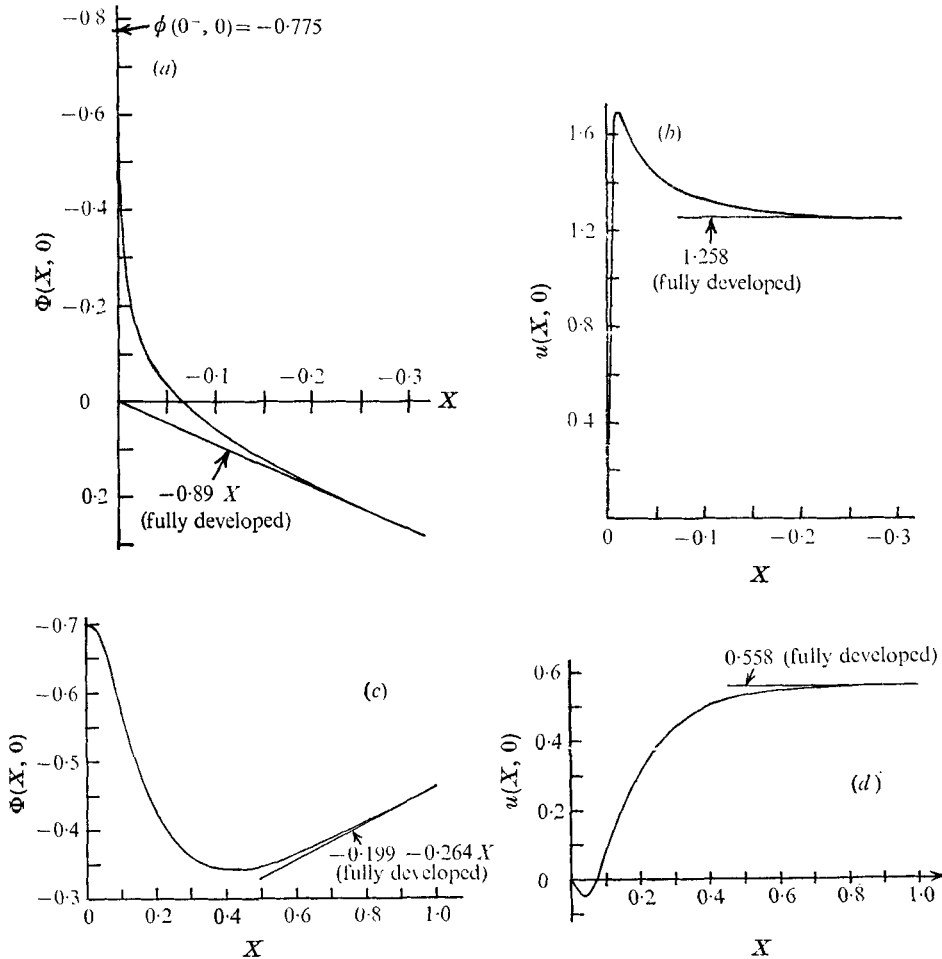 −0·8
ϕ(0⁻, 0) = −0·775
(a)
−0·6
−0·4
−0·2
0
0·2
Φ(X, 0)
−0·1
−0·2
−0·3
X
−0·89 X
(fully developed)
1·6
1·2
0·8
0·4
u(X, 0)
(b)
1·258
(fully developed)
0
−0·1
−0·2
−0·3
X
−0·7
−0·6
−0·5
−0·4
−0·3
Φ(X, 0)
(c)
−0·199 −0·264 X
(fully developed)
0
0·2
0·4
0·6
0·8
1·0
X
0·6
0·4
0·2
0
u(X, 0)
0·558 (fully developed)
(d)
0·2
0·4
0·6
0·8
1·0
X